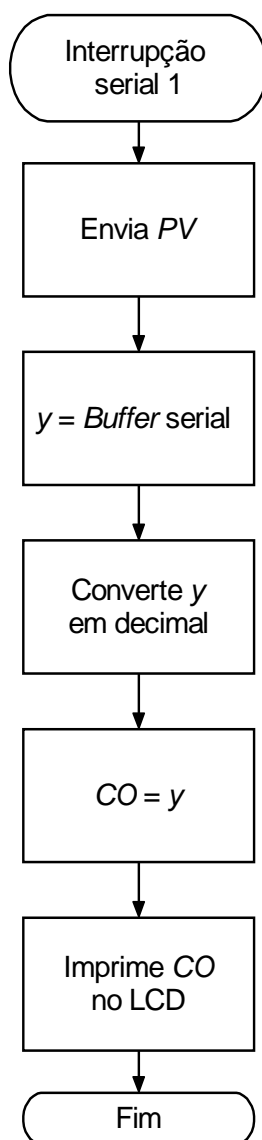 Interrupção
serial 1
Envia PV
y = Buffer serial
Converte y
em decimal
CO = y
Imprime CO
no LCD
Fim